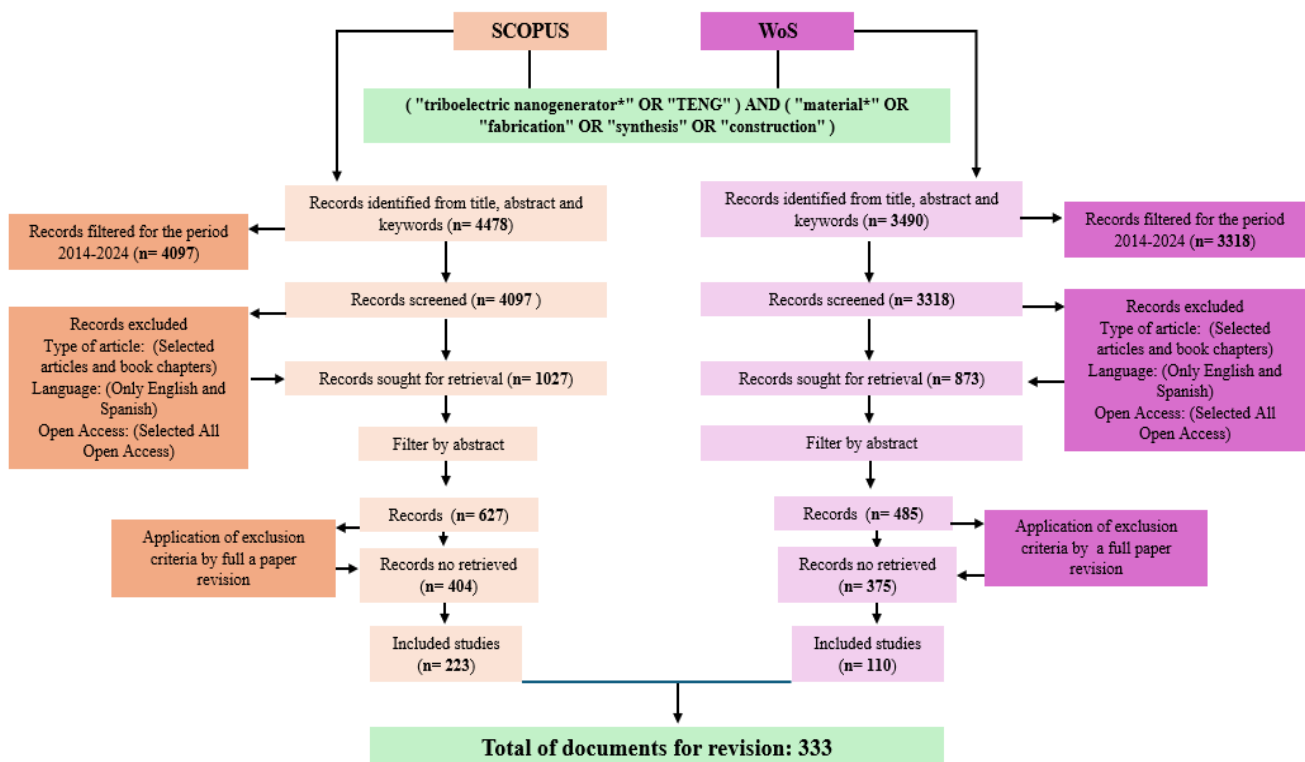 SCOPUS
WoS
( "triboelectric nanogenerator*" OR "TENG" ) AND ( "material*" OR
"fabrication" OR "synthesis" OR "construction" )
Records identified from title, abstract and
keywords (n= 4478)
Records filtered for the period
2014-2024 (n= 4097)
Records screened (n= 4097 )
Records excluded
Type of article: (Selected
articles and book chapters)
Language: (Only English and
Spanish)
Open Access: (Selected All
Open Access)
Records sought for retrieval (n= 1027)
Filter by abstract
Records (n= 627)
Application of exclusion
criteria by full a paper
revision
Records no retrieved
(n= 404)
Included studies
(n= 223)
Records identified from title, abstract and
keywords (n= 3490)
Records filtered for the period
2014-2024 (n= 3318)
Records screened (n= 3318)
Records excluded
Type of article: (Selected
articles and book chapters)
Language: (Only English and
Spanish)
Open Access: (Selected All
Open Access)
Records sought for retrieval (n= 873)
Filter by abstract
Records (n= 485)
Application of exclusion
criteria by a full paper
revision
Records no retrieved
(n= 375)
Included studies
(n= 110)
Total of documents for revision: 333